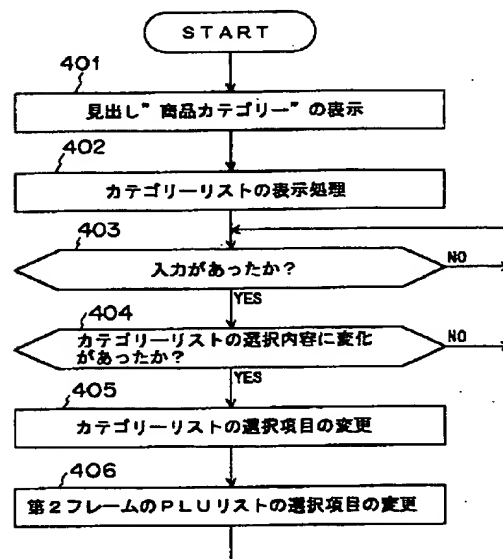 START
401
見出し”商品カテゴリー”の表示
402
カテゴリーリストの表示処理
403
入力があったか？
NO
YES
404
カテゴリーリストの選択内容に変化
があったか？
NO
YES
405
カテゴリーリストの選択項目の変更
406
第２フレームのＰＬＵリストの選択項目の変更